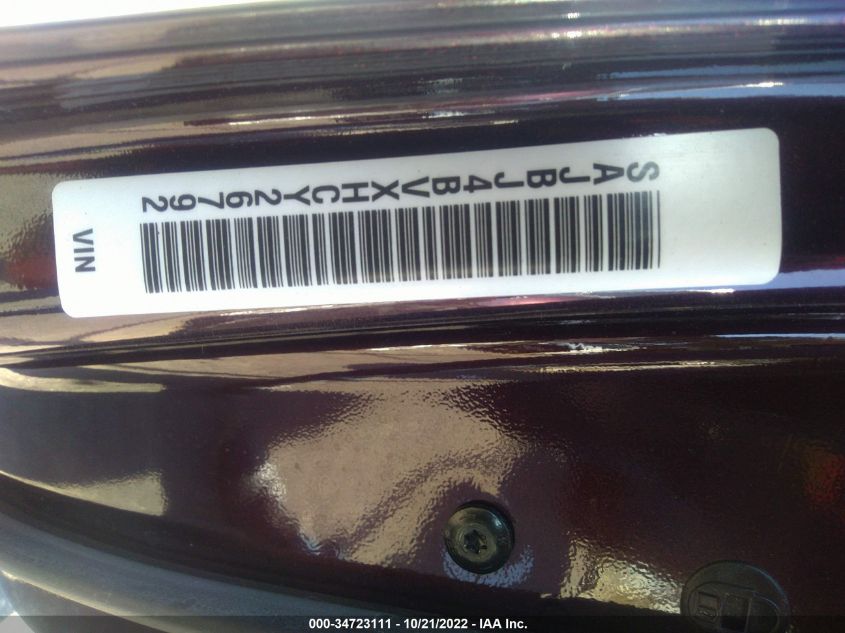 SAJBJ4BVXHCY26792
VIN
000-34723111 - 10/21/2022 - IAA Inc.